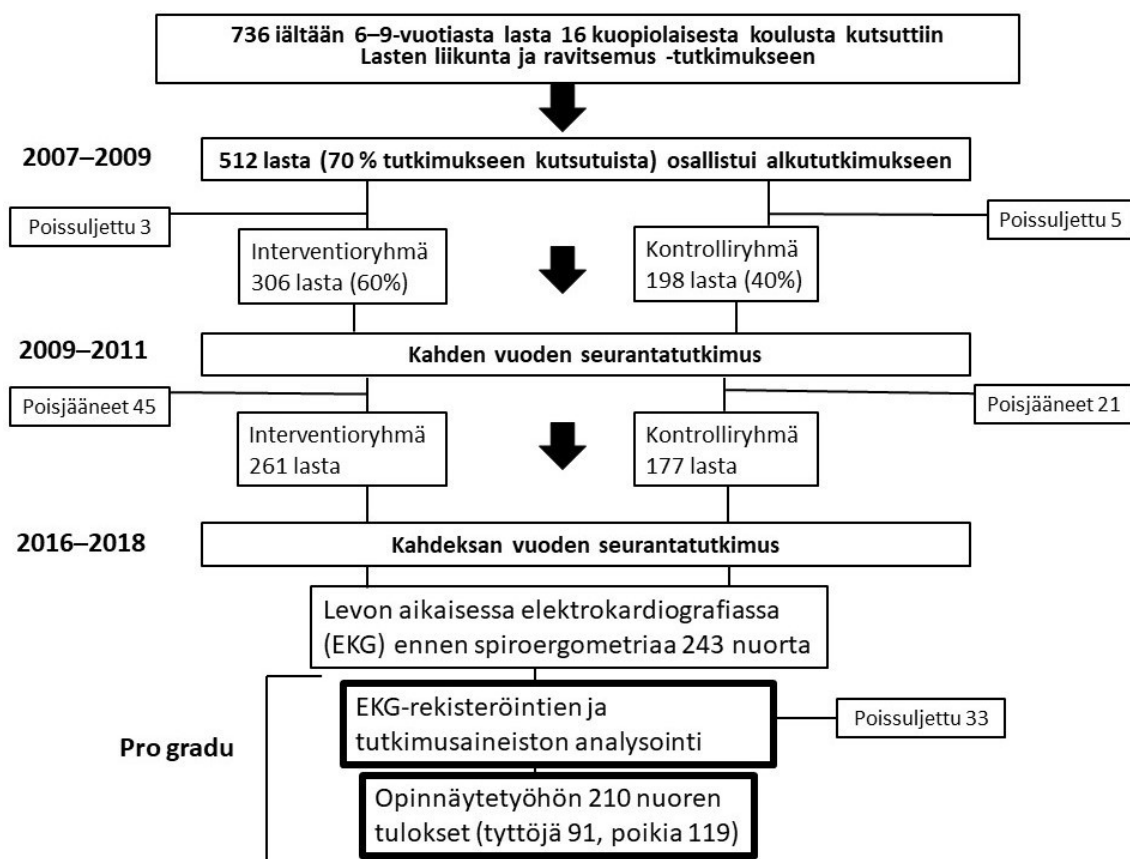 736 iältään 6–9-vuotiasta lasta 16 kuopiolaisesta koulusta kutsuttiin
Lasten liikunta ja ravitsemus -tutkimukseen
2007–2009
512 lasta (70 % tutkimukseen kutsutuista) osallistui alkututkimukseen
Poissuljettu 3
Poissuljettu 5
Interventioryhmä
306 lasta (60%)
Kontrolliryhmä
198 lasta (40%)
2009–2011
Kahden vuoden seurantatutkimus
Poisjääneet 45
Poisjääneet 21
Interventioryhmä
261 lasta
Kontrolliryhmä
177 lasta
2016–2018
Kahdeksan vuoden seurantatutkimus
Levon aikaisessa elektrokardiografiassa
(EKG) ennen spiroergometriaa 243 nuorta
EKG-rekisteröintien ja
tutkimusaineiston analysointi
Poissuljettu 33
Pro gradu
Opinnäytetyöhön 210 nuoren
tulokset (tyttöjä 91, poikia 119)